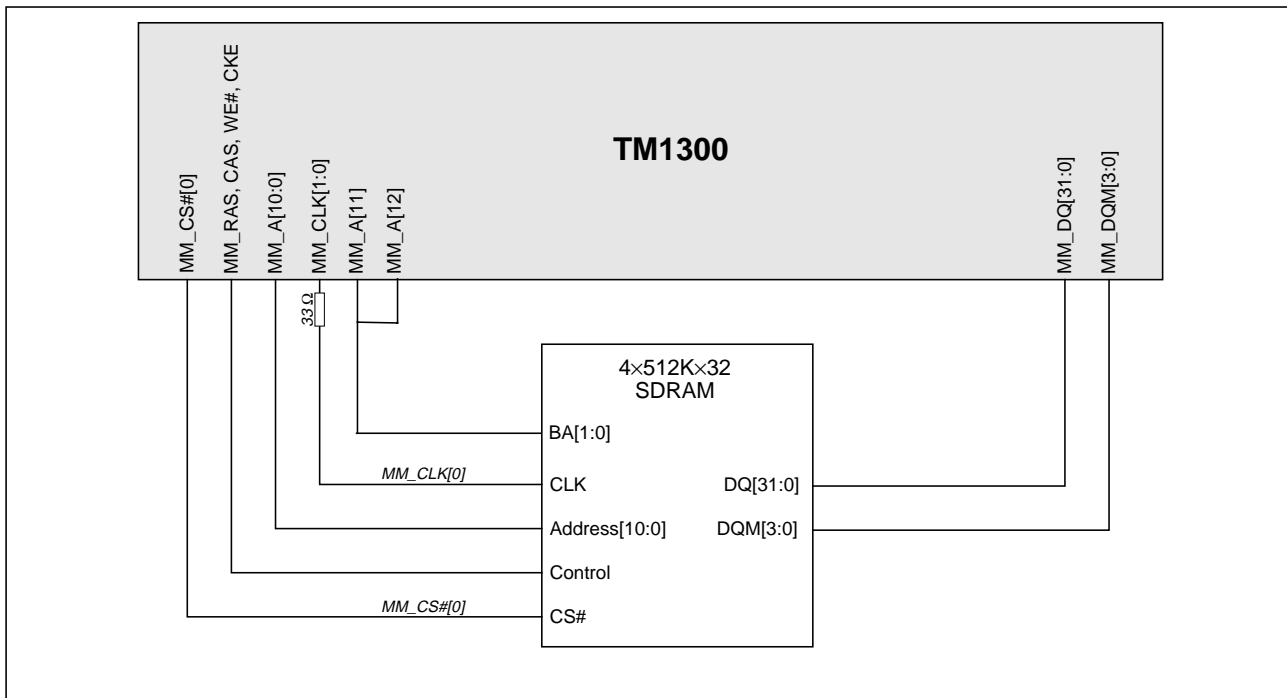 TM1300
MM_CS#[0]
MM_RAS, CAS, WE#, CKE
MM_A[10:0]
MM_CLK[1:0]
MM_A[11]
MM_A[12]
MM_DQ[31:0]
MM_DQM[3:0]
33 Ω
4×512K×32
SDRAM
BA[1:0]
MM_CLK[0]
CLK
DQ[31:0]
Address[10:0]
DQM[3:0]
Control
MM_CS#[0]
CS#